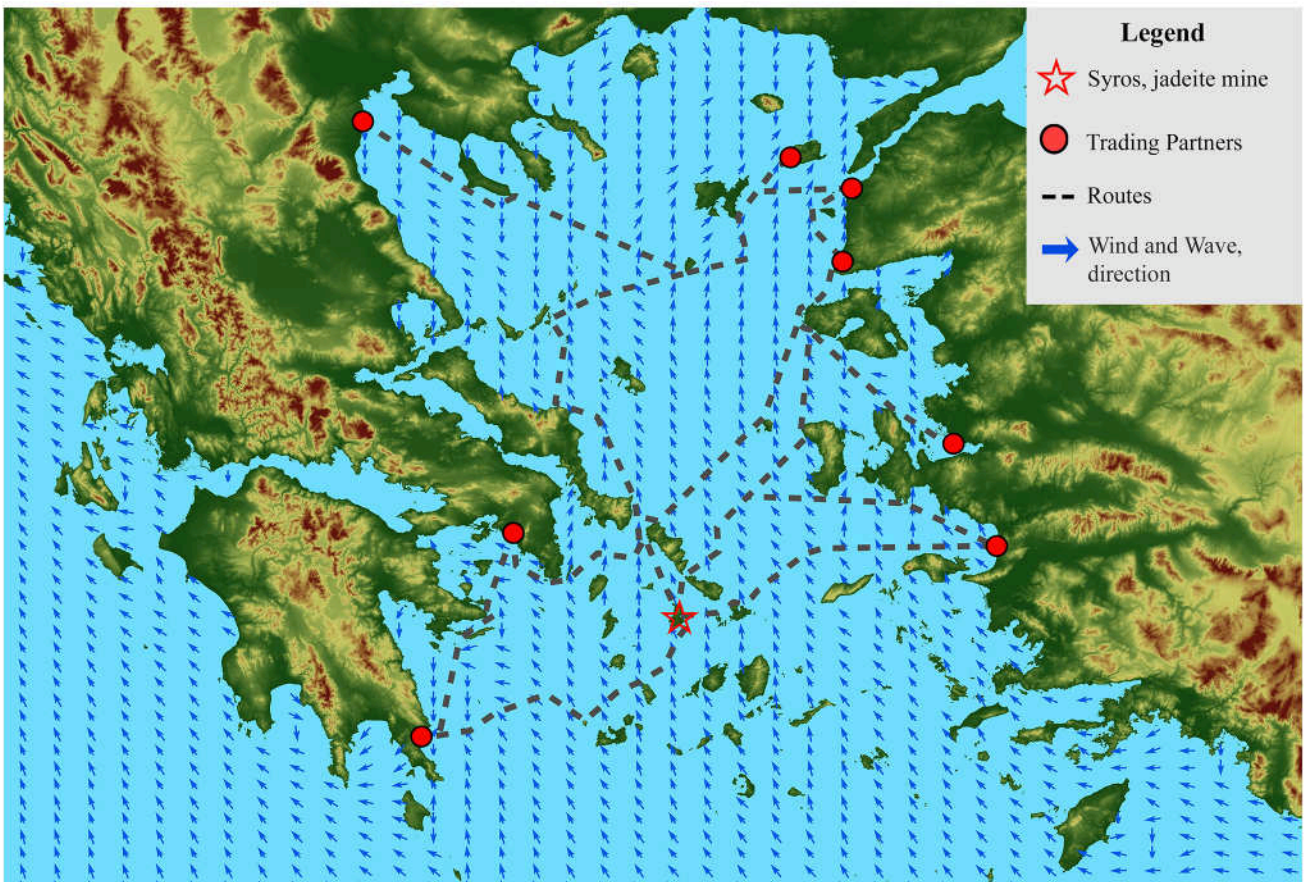 Legend
Syros, jadeite mine
Trading Partners
Routes
Wind and Wave,
direction